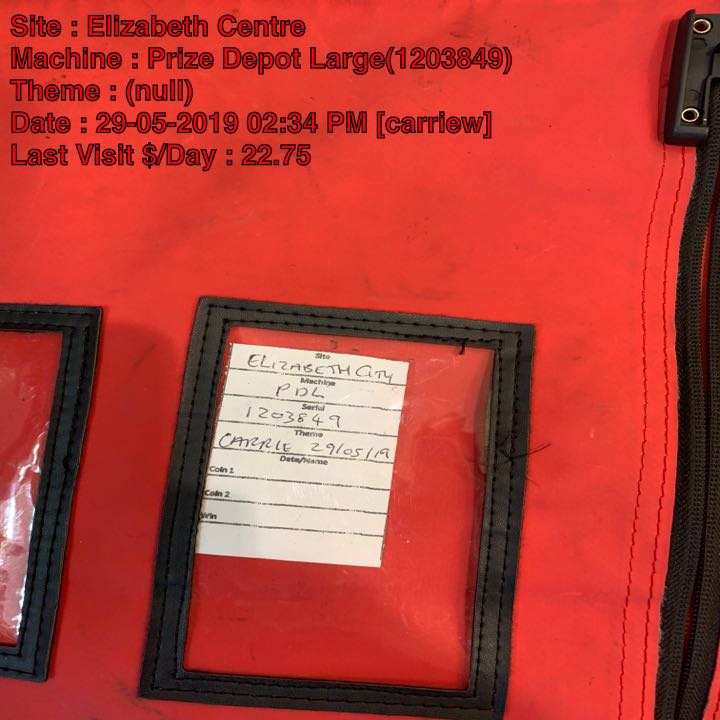 Site : Elizabeth Centre
Machine : Prize Depot Large(1203849)
Theme : (null)
Date : 29-05-2019 02:34 PM [carriew]
Last Visit $/Day : 22.75
Site
ELIZABETH CITY
Machine
PDL
Serial
1203849
Theme
CARRIE 29/05/19
Date/Name
Coin 1
Coin 2
Win